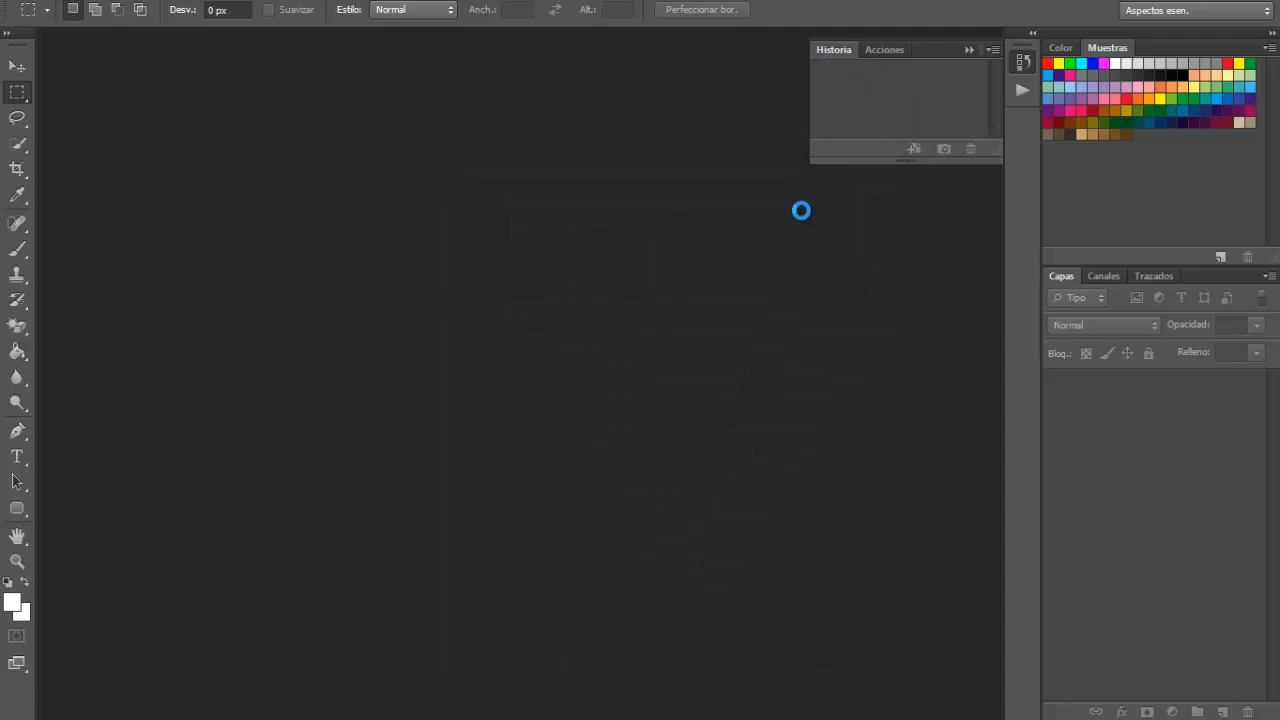 Desv.: 0 px Suavizar Estilo: Normal Anch.: Alt.: Perfeccionar bor. Aspectos esen.
Historia Acciones
Color Muestras
Capas Canales Trazados
Tipo
Normal Opacidad:
Bloq.: Relleno: